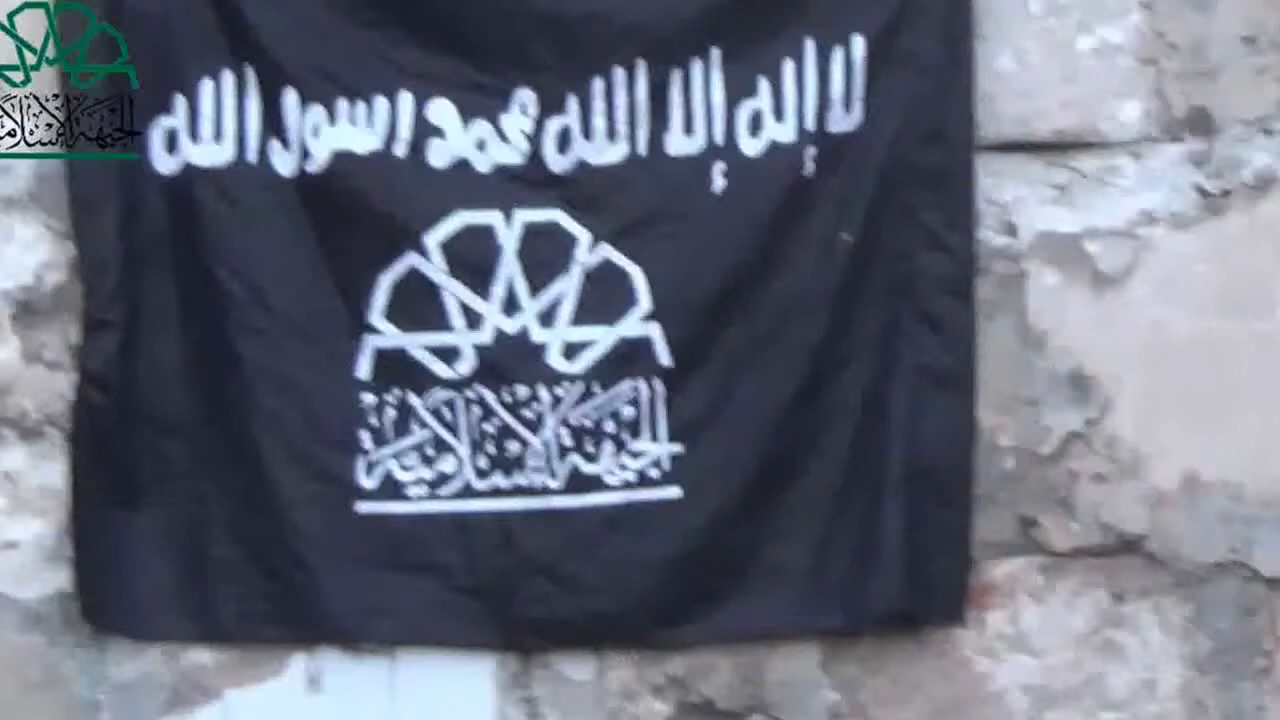 لا إله إلا الله محمد رسول الله
الجبهة الإسلامية
الجبهة الإسلامية